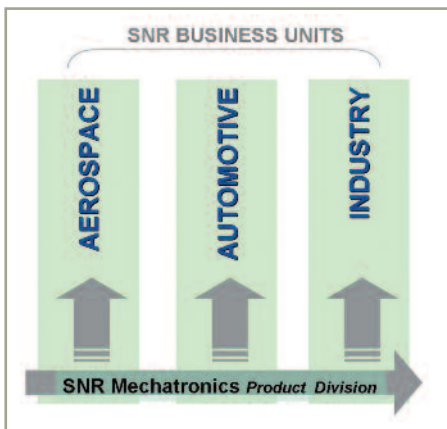 SNR BUSINESS UNITS
AEROSPACE
AUTOMOTIVE
INDUSTRY
SNR Mechatronics Product Division